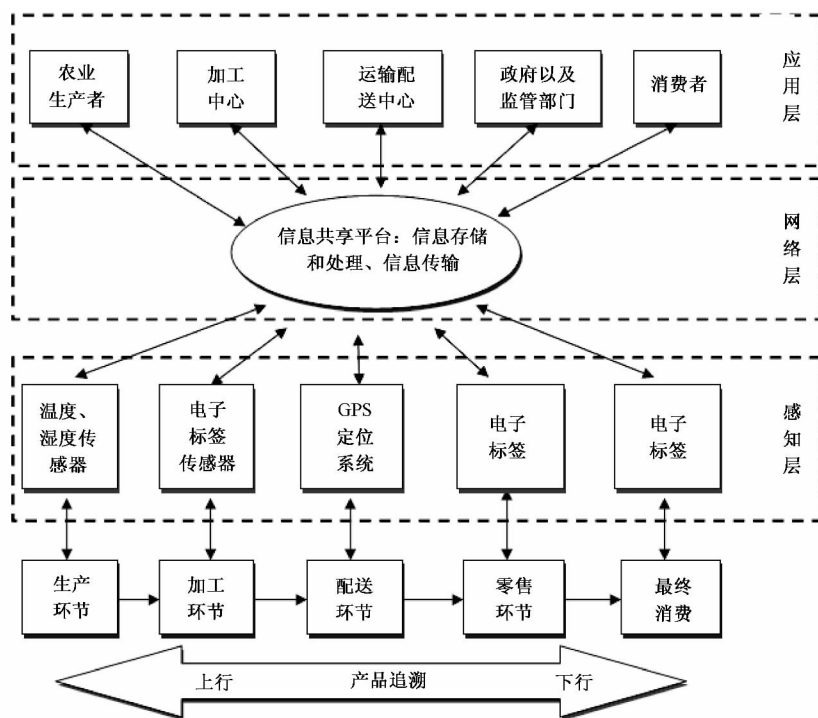 农业
生产者
加工
中心
运输配
送中心
政府以及
监管部门
消费者
应用层
信息共享平台：信息存储
和处理、信息传输
网络层
温度、
湿度传
感器
电子
标签
传感器
GPS
定位
系统
电子
标签
电子
标签
感知层
生产
环节
加工
环节
配送
环节
零售
环节
最终
消费
上行 产品追溯 下行